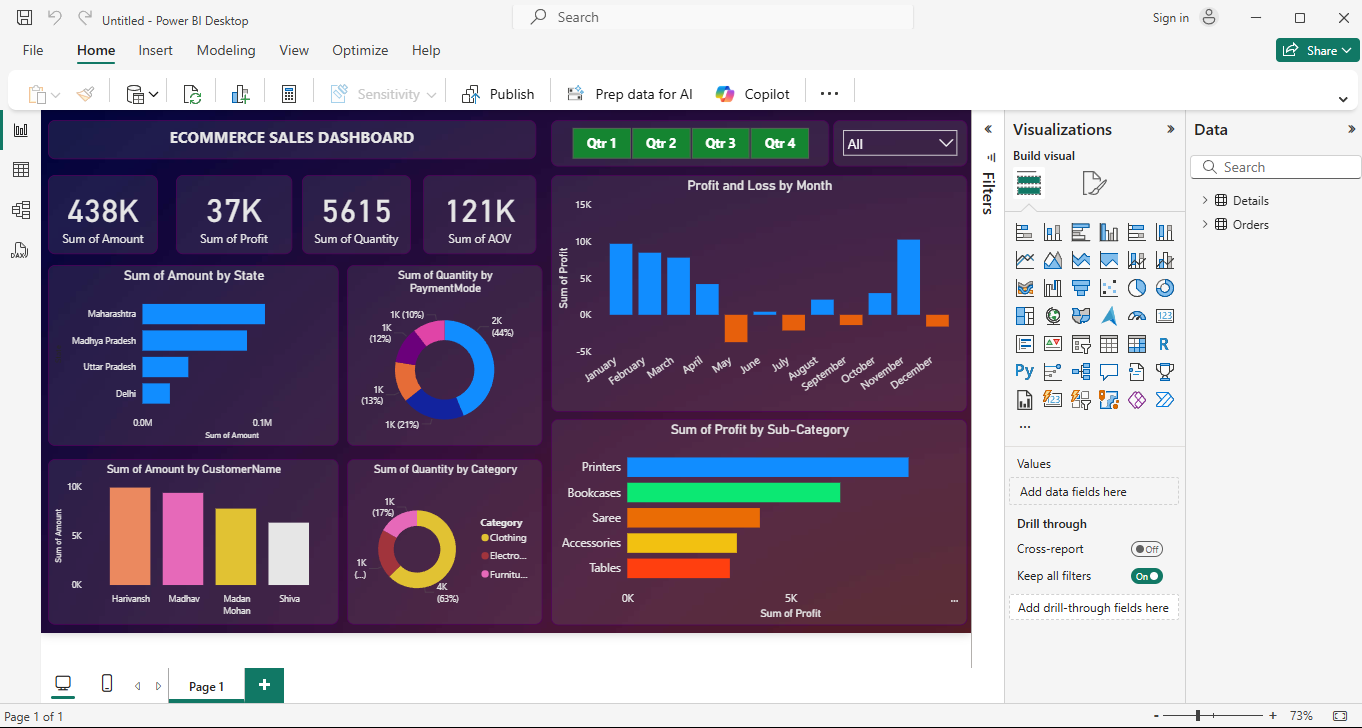 Untitled - Power BI Desktop
Search
Sign in
File Home Insert Modeling View Optimize Help
Share
Sensitivity
Publish
Prep data for AI
Copilot
ECOMMERCE SALES DASHBOARD
Qtr 1 Qtr 2 Qtr 3 Qtr 4
All
438K
Sum of Amount
37K
Sum of Profit
5615
Sum of Quantity
121K
Sum of AOV
Sum of Amount by State
Maharashtra
Madhya Pradesh
Uttar Pradesh
Delhi
0.0M 0.1M
Sum of Amount
Sum of Quantity by
PaymentMode
1K (10%)
2K
(44%)
1K
(12%)
1K
(13%)
1K (21%)
Profit and Loss by Month
Sum of Profit
15K
10K
5K
0K
-5K
January February March April May June July August September October November December
Sum of Amount by CustomerName
Sum of Amount
10K
5K
0K
Harivansh Madhav Madan
Mohan Shiva
Sum of Quantity by Category
1K
(17%)
1K
(...)
4K
(63%)
Category
Clothing
Electro...
Furnitu...
Sum of Profit by Sub-Category
Printers
Bookcases
Saree
Accessories
Tables
0K 5K ...
Sum of Profit
Filters
Visualizations
Build visual
123
R
Py
123
...
Values
Add data fields here
Drill through
Cross-report
Off
Keep all filters
On
Add drill-through fields here
Data
Search
Details
Orders
DAX
Page 1
+
Page 1 of 1
- + 73%